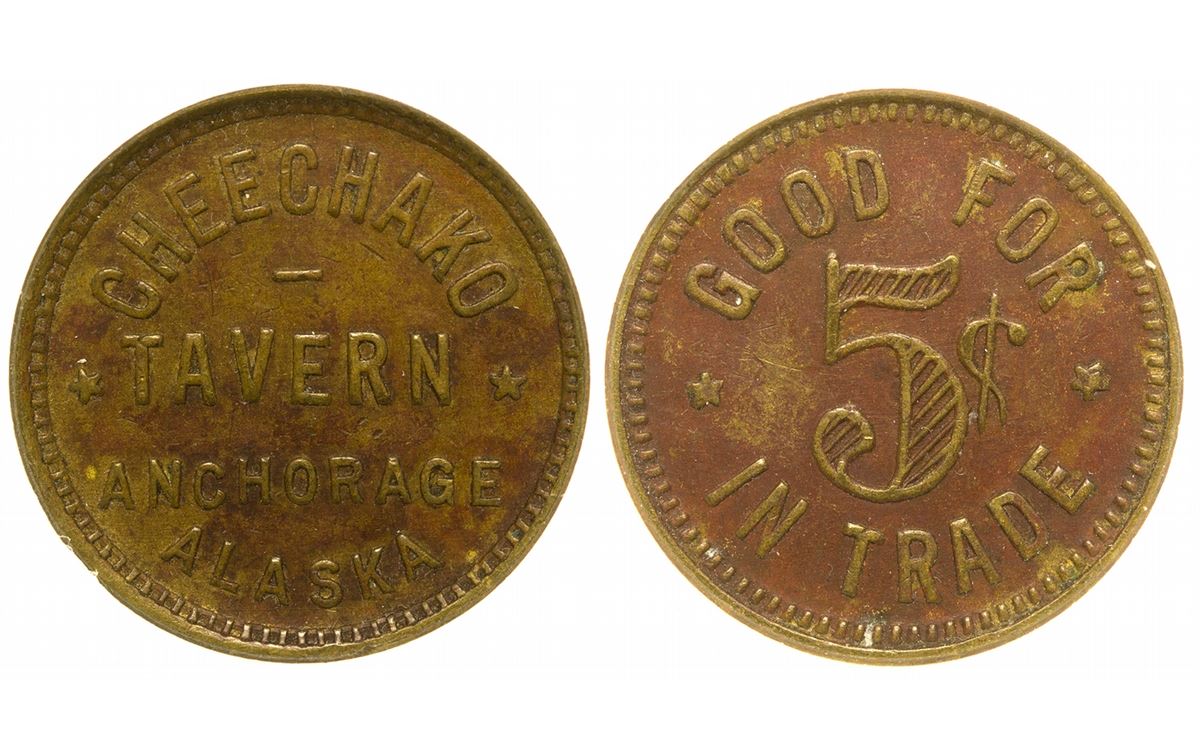 CHEECHAKO
TAVERN
ANCHORAGE
ALASKA
GOOD FOR
5¢
IN TRADE